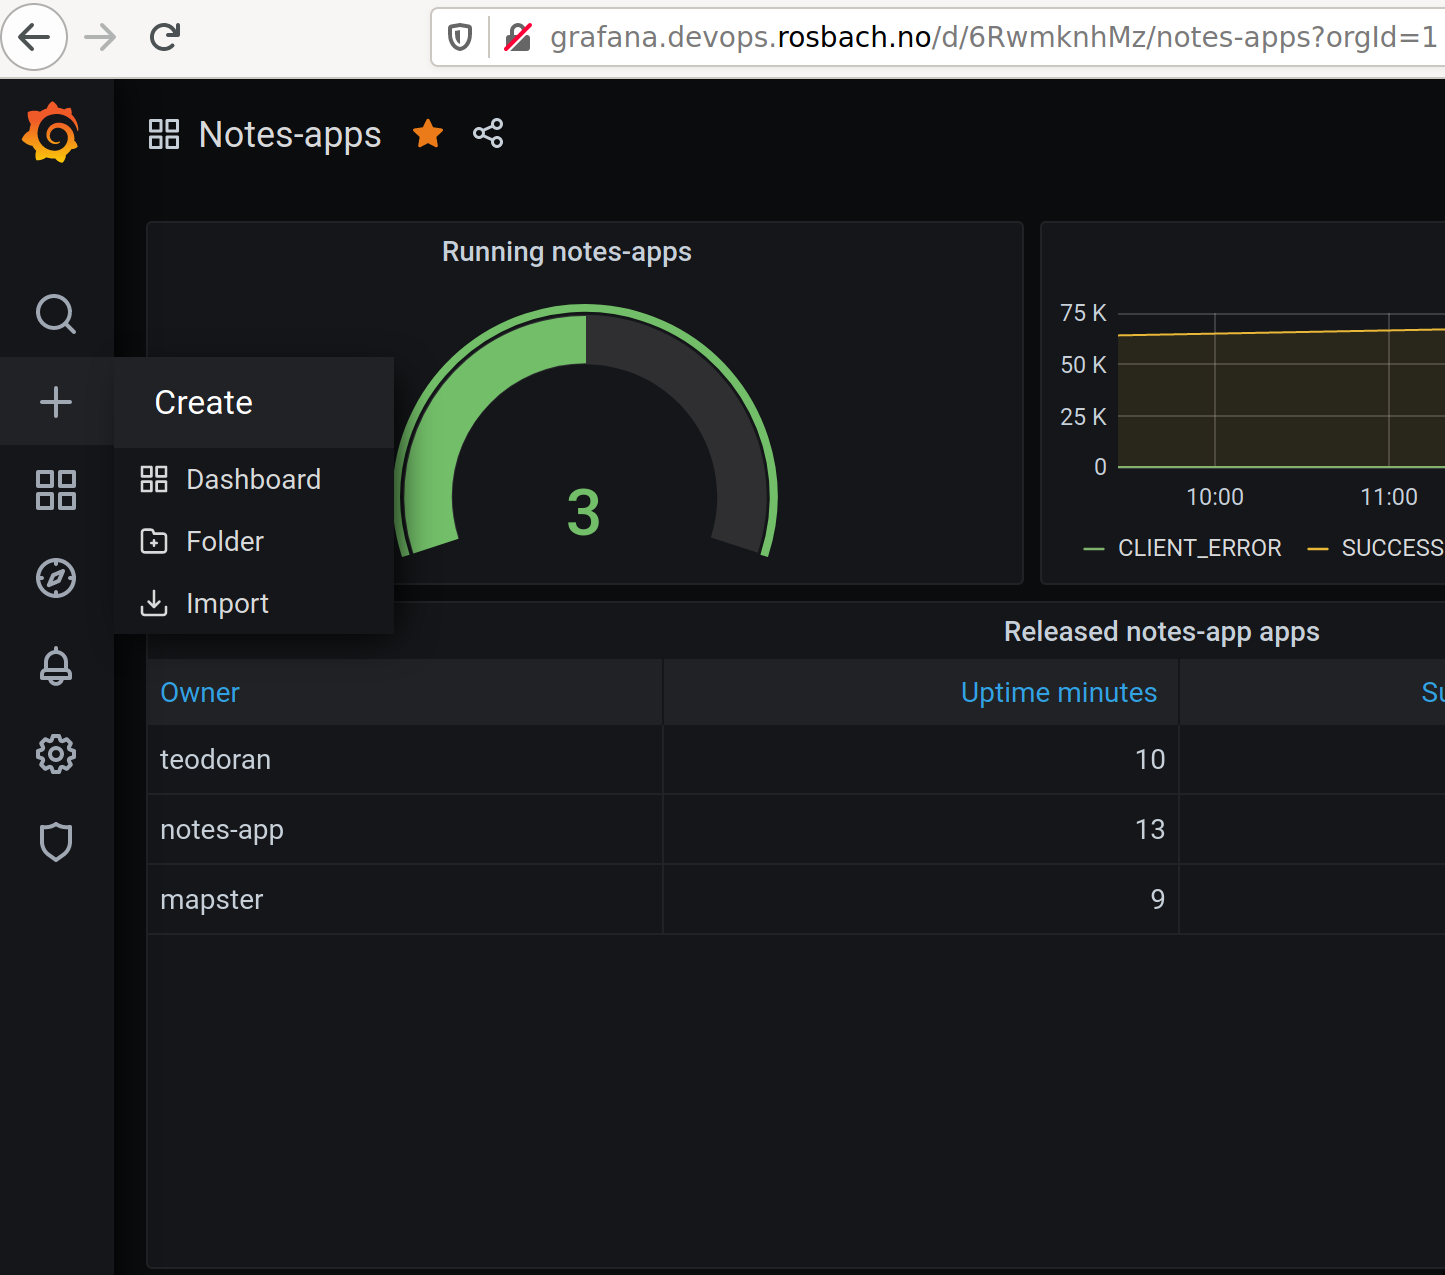 grafana.devops.rosbach.no/d/6RwmknhMz/notes-apps?orgId=1
Notes-apps
Running notes-apps
3
75 K
50 K
25 K
0
10:00 11:00
CLIENT_ERROR SUCCESS
Create
Dashboard
Folder
Import
Released notes-app apps
Owner Uptime minutes Su
teodoran 10
notes-app 13
mapster 9